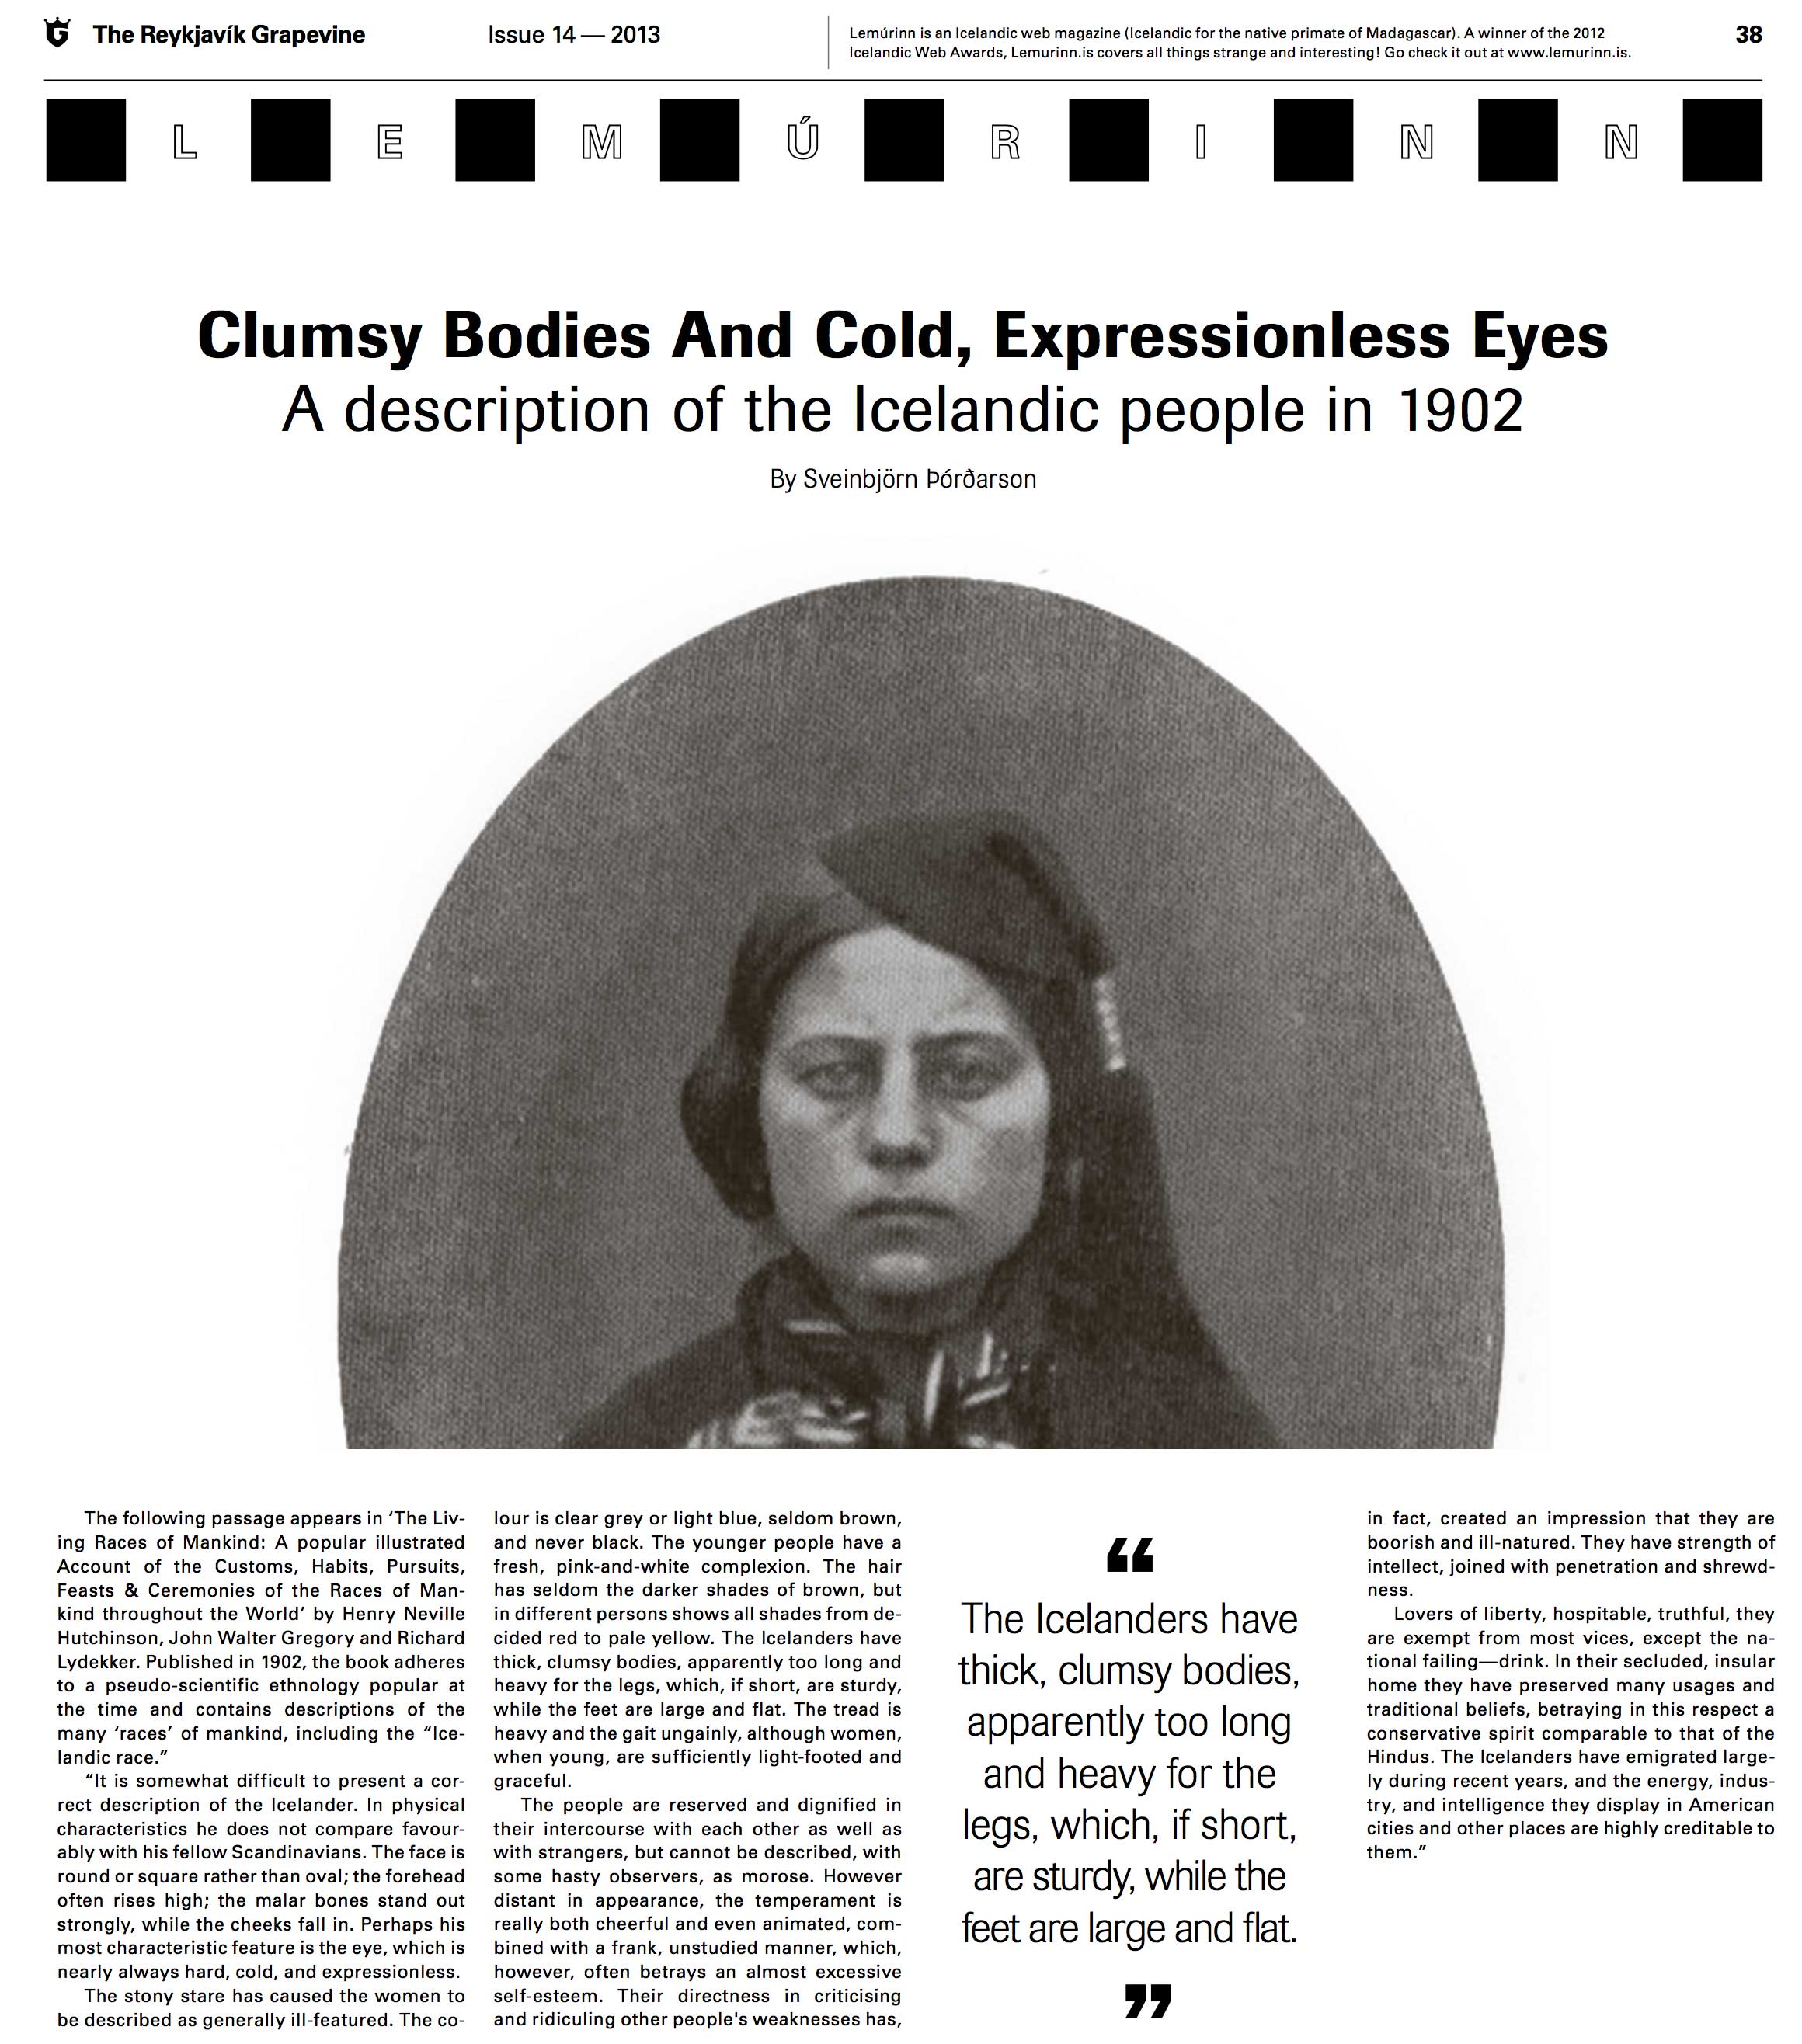 The Reykjavík Grapevine
Issue 14 — 2013
Lemúrinn is an Icelandic web magazine (Icelandic for the native primate of Madagascar). A winner of the 2012
Icelandic Web Awards, Lemurinn.is covers all things strange and interesting! Go check it out at www.lemurinn.is.
38
L E M Ú R I N N
Clumsy Bodies And Cold, Expressionless Eyes
A description of the Icelandic people in 1902
By Sveinbjörn Þórðarson
The following passage appears in ‘The Liv-
ing Races of Mankind: A popular illustrated
Account of the Customs, Habits, Pursuits,
Feasts & Ceremonies of the Races of Man-
kind throughout the World’ by Henry Neville
Hutchinson, John Walter Gregory and Richard
Lydekker. Published in 1902, the book adheres
to a pseudo-scientific ethnology popular at
the time and contains descriptions of the
many ‘races’ of mankind, including the “Ice-
landic race.”
“It is somewhat difficult to present a cor-
rect description of the Icelander. In physical
characteristics he does not compare favour-
ably with his fellow Scandinavians. The face is
round or square rather than oval; the forehead
often rises high; the malar bones stand out
strongly, while the cheeks fall in. Perhaps his
most characteristic feature is the eye, which is
nearly always hard, cold, and expressionless.
The stony stare has caused the women to
be described as generally ill-featured. The co-
lour is clear grey or light blue, seldom brown,
and never black. The younger people have a
fresh, pink-and-white complexion. The hair
has seldom the darker shades of brown, but
in different persons shows all shades from de-
cided red to pale yellow. The Icelanders have
thick, clumsy bodies, apparently too long and
heavy for the legs, which, if short, are sturdy,
while the feet are large and flat. The tread is
heavy and the gait ungainly, although women,
when young, are sufficiently light-footed and
graceful.
The people are reserved and dignified in
their intercourse with each other as well as
with strangers, but cannot be described, with
some hasty observers, as morose. However
distant in appearance, the temperament is
really both cheerful and even animated, com-
bined with a frank, unstudied manner, which,
however, often betrays an almost excessive
self-esteem. Their directness in criticising
and ridiculing other people's weaknesses has,
“
The Icelanders have
thick, clumsy bodies,
apparently too long
and heavy for the
legs, which, if short,
are sturdy, while the
feet are large and flat.
”
in fact, created an impression that they are
boorish and ill-natured. They have strength of
intellect, joined with penetration and shrewd-
ness.
Lovers of liberty, hospitable, truthful, they
are exempt from most vices, except the na-
tional failing—drink. In their secluded, insular
home they have preserved many usages and
traditional beliefs, betraying in this respect a
conservative spirit comparable to that of the
Hindus. The Icelanders have emigrated large-
ly during recent years, and the energy, indus-
try, and intelligence they display in American
cities and other places are highly creditable to
them.”